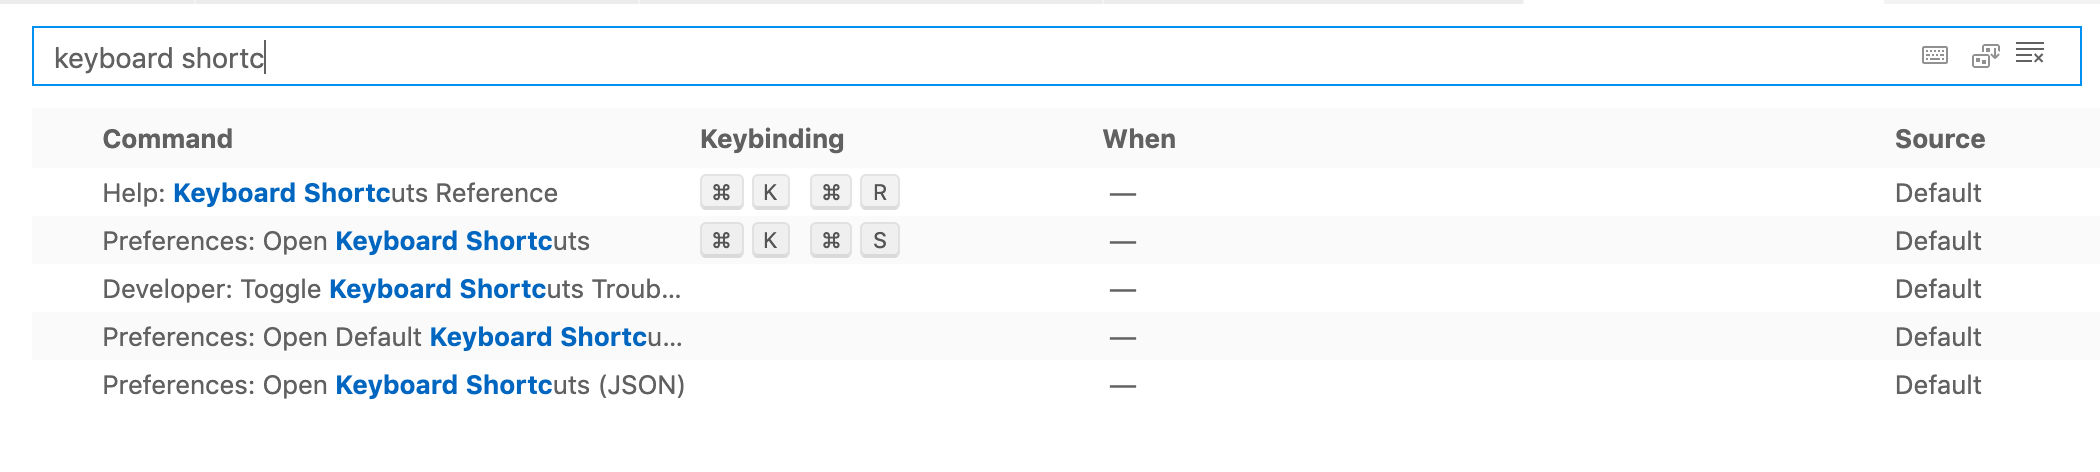 keyboard shortc
Command Keybinding When Source
Help: Keyboard Shortcuts Reference ⌘ K ⌘ R — Default
Preferences: Open Keyboard Shortcuts ⌘ K ⌘ S — Default
Developer: Toggle Keyboard Shortcuts Troub... — Default
Preferences: Open Default Keyboard Shortcu... — Default
Preferences: Open Keyboard Shortcuts (JSON) — Default